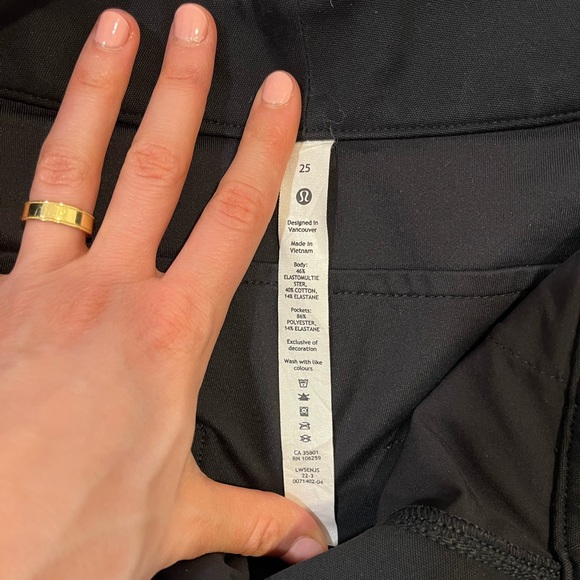 25
Designed in
Vancouver
Made in
Vietnam
Body:
46%
ELASTOMULTIE
STER,
40% COTTON,
14% ELASTANE
Pockets:
86%
POLYESTER,
14% ELASTANE
Exclusive of
decoration
Wash with like
colours
CA 35801
RN 106259
LW5ENJS
22-3
0071402-04